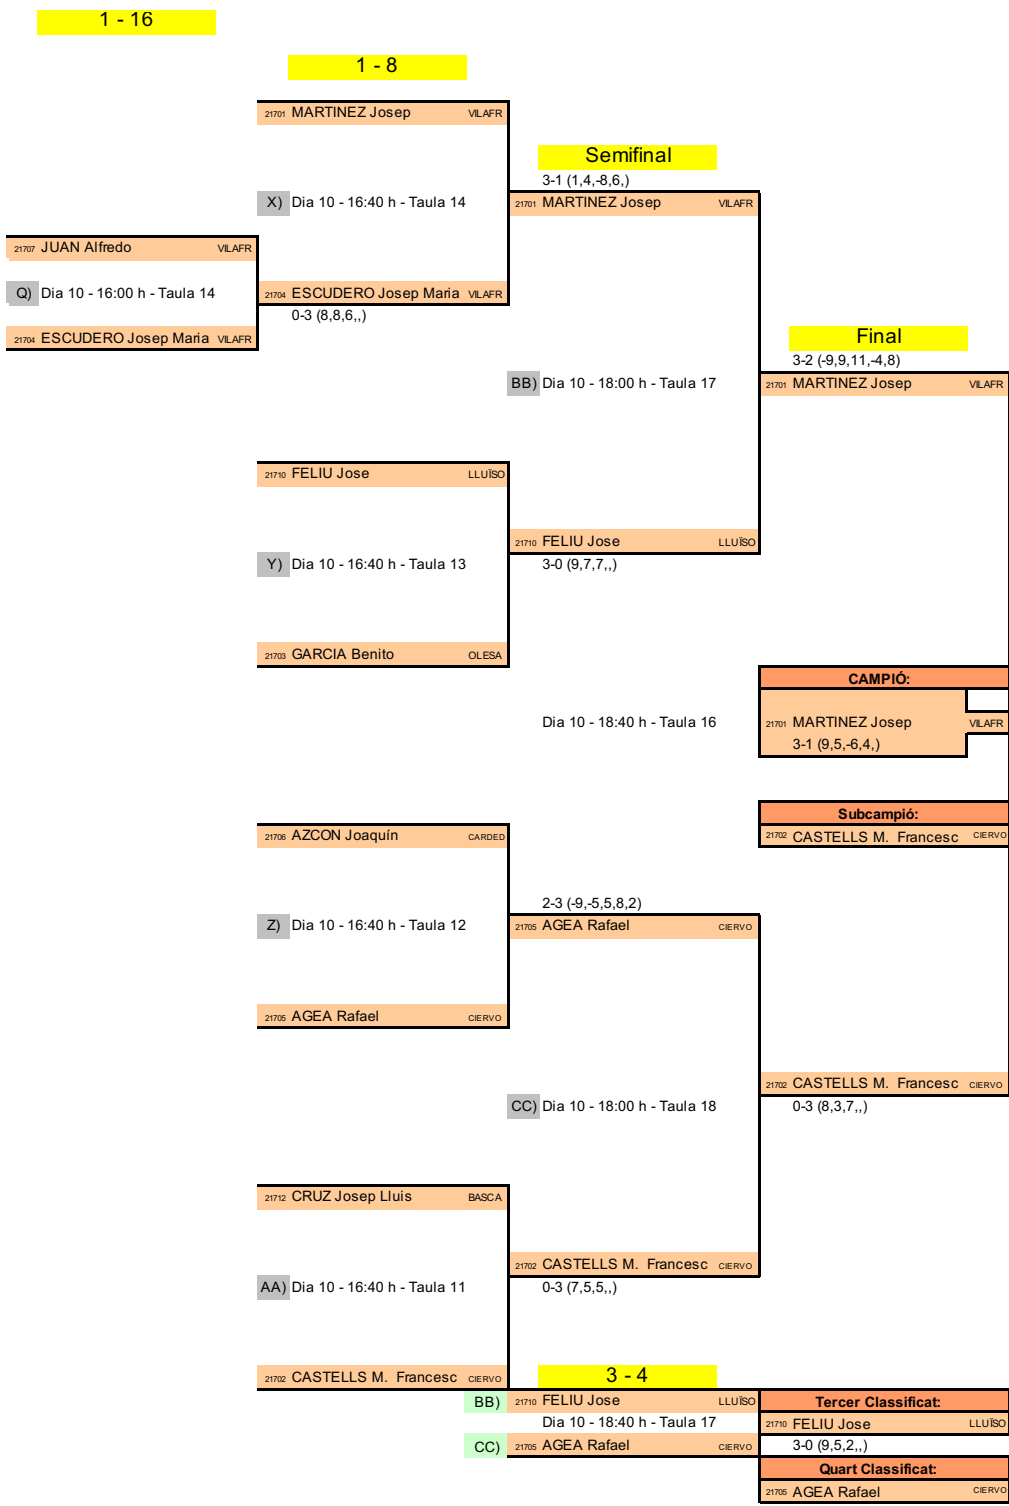 1 - 16
1 - 8
21701 MARTINEZ Josep VILAFR
Semifinal
3-1 (1,4,-8,6,)
X) Dia 10 - 16:40 h - Taula 14
21701 MARTINEZ Josep VILAFR
21707 JUAN Alfredo VILAFR
Q) Dia 10 - 16:00 h - Taula 14
21704 ESCUDERO Josep Maria VILAFR
0-3 (8,8,6,,)
21704 ESCUDERO Josep Maria VILAFR
Final
3-2 (-9,9,11,-4,8)
BB) Dia 10 - 18:00 h - Taula 17
21701 MARTINEZ Josep VILAFR
21710 FELIU Jose LLUÏSO
21710 FELIU Jose LLUÏSO
Y) Dia 10 - 16:40 h - Taula 13
3-0 (9,7,7,,)
21703 GARCIA Benito OLESA
CAMPIÓ:
Dia 10 - 18:40 h - Taula 16
21701 MARTINEZ Josep VILAFR
3-1 (9,5,-6,4,)
Subcampió:
21706 AZCON Joaquín CARDED
21702 CASTELLS M. Francesc CIERVO
2-3 (-9,-5,5,8,2)
Z) Dia 10 - 16:40 h - Taula 12
21705 AGEA Rafael CIERVO
21705 AGEA Rafael CIERVO
21702 CASTELLS M. Francesc CIERVO
CC) Dia 10 - 18:00 h - Taula 18
0-3 (8,3,7,,)
21712 CRUZ Josep Lluis BASCA
21702 CASTELLS M. Francesc CIERVO
AA) Dia 10 - 16:40 h - Taula 11
0-3 (7,5,5,,)
21702 CASTELLS M. Francesc CIERVO
3 - 4
BB) 21710 FELIU Jose LLUÏSO
Tercer Classificat:
Dia 10 - 18:40 h - Taula 17
21710 FELIU Jose LLUÏSO
CC) 21705 AGEA Rafael CIERVO
3-0 (9,5,2,,)
Quart Classificat:
21705 AGEA Rafael CIERVO